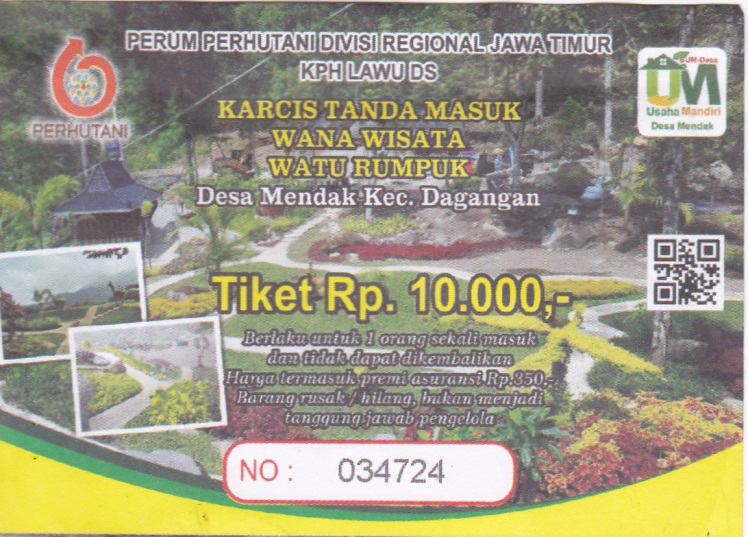 PERUM PERHUTANI DIVISI REGIONAL JAWA TIMUR
KPH LAWU DS
PERHUTANI
BUM-Desa
UM
Usaha Mandiri
Desa Mendak
KARCIS TANDA MASUK
WANA WISATA
WATU RUMPUK
Desa Mendak Kec. Dagangan
Tiket Rp. 10.000,-
Berlaku untuk 1 orang sekali masuk
dan tidak dapat dikembalikan
Harga termasuk premi asuransi Rp.350,-
Barang rusak / hilang, bukan menjadi
tanggung jawab pengelola
NO : 034724